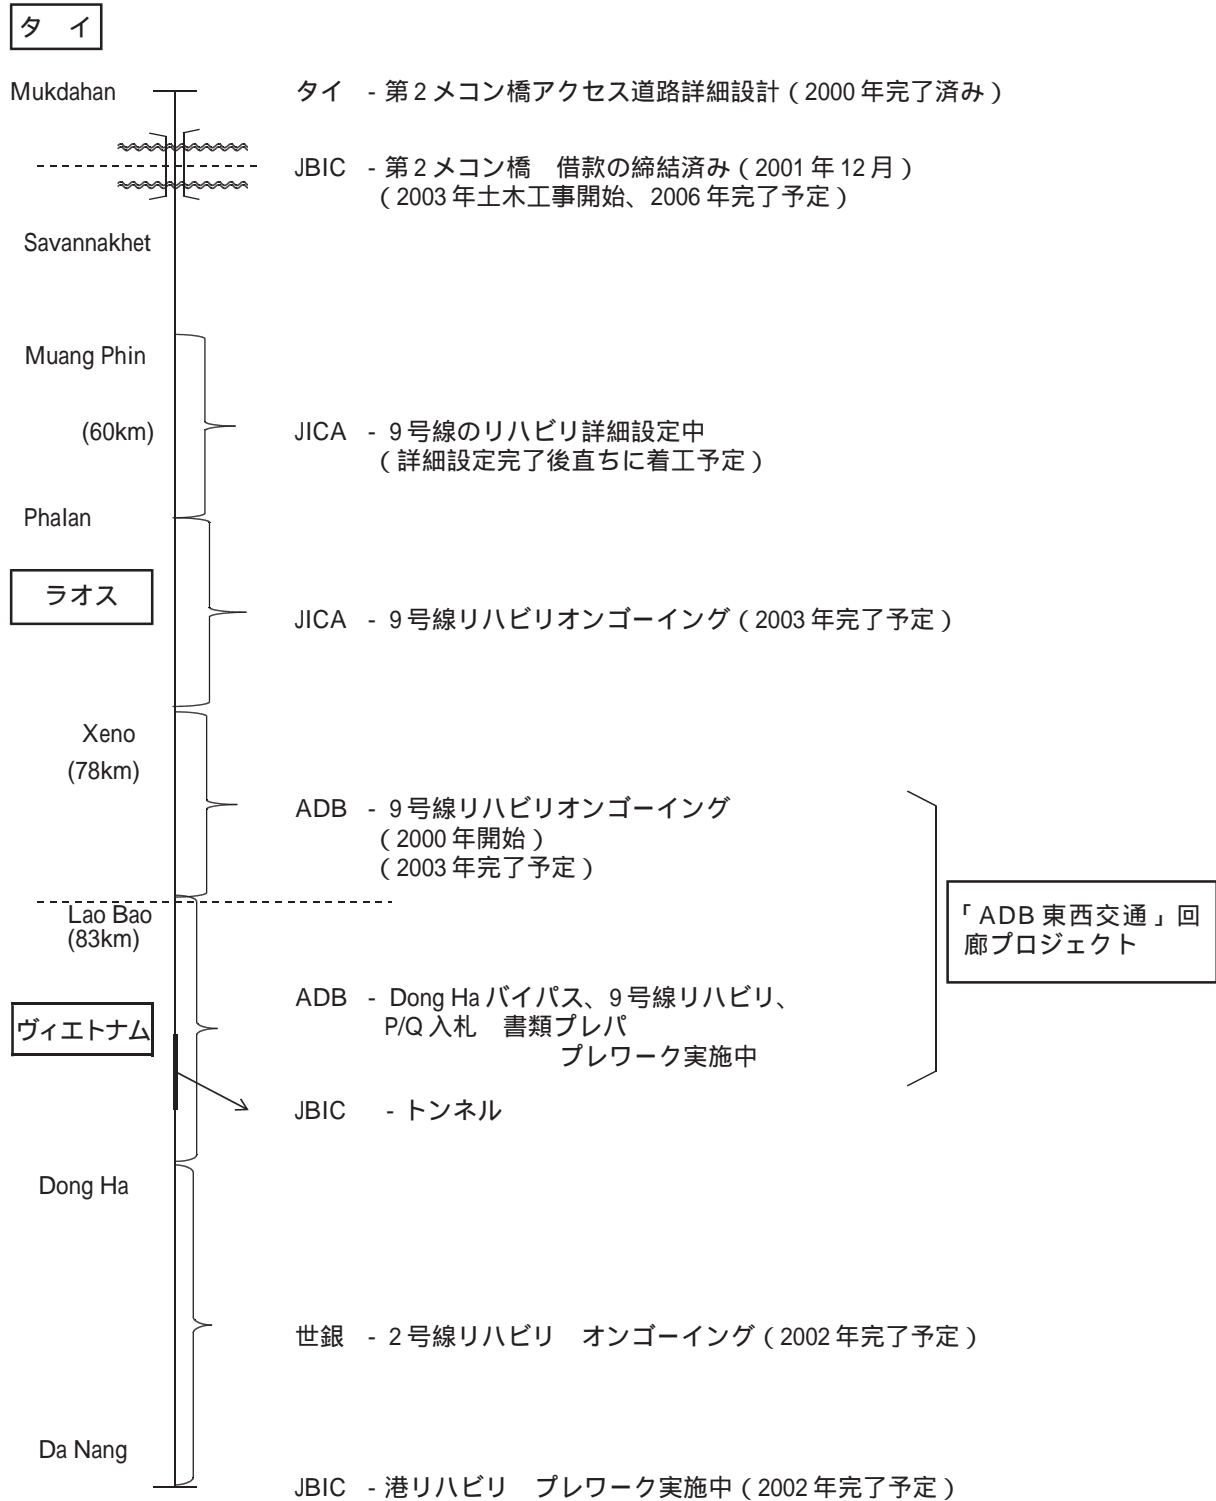 タ イ
Mukdahan
タイ - 第2メコン橋アクセス道路詳細設計(2000年完了済み)
JBIC - 第2メコン橋 借款の締結済み(2001年12月)
(2003年土木工事開始、2006年完了予定)
Savannakhet
Muang Phin
(60km)
JICA - 9号線のリハビリ詳細設定中
(詳細設定完了後直ちに着工予定)
Phalan
ラオス
JICA - 9号線リハビリオンゴーイング(2003年完了予定)
Xeno
(78km)
ADB - 9号線リハビリオンゴーイング
(2000年開始)
(2003年完了予定)
Lao Bao
(83km)
「ADB東西交通」回
廊プロジェクト
ヴィエトナム
ADB - Dong Haバイパス、9号線リハビリ、
P/Q入札 書類プレパ
プレワーク実施中
JBIC - トンネル
Dong Ha
世銀 - 2号線リハビリ オンゴーイング(2002年完了予定)
Da Nang
JBIC - 港リハビリ プレワーク実施中(2002年完了予定)